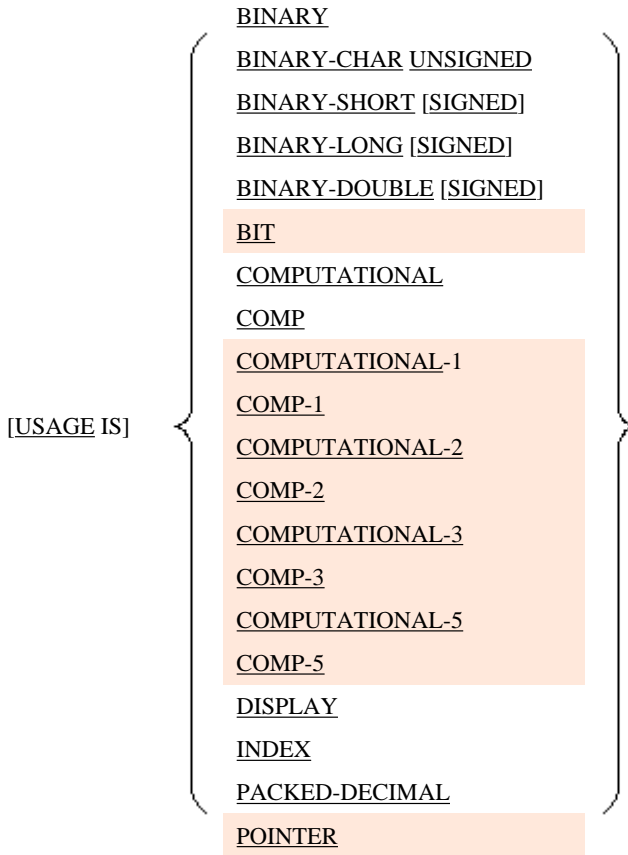 BINARY
BINARY-CHAR UNSIGNED
BINARY-SHORT [SIGNED]
BINARY-LONG [SIGNED]
BINARY-DOUBLE [SIGNED]
BIT
COMPUTATIONAL
COMP
COMPUTATIONAL-1
COMP-1
[USAGE IS]
COMPUTATIONAL-2
COMP-2
COMPUTATIONAL-3
COMP-3
COMPUTATIONAL-5
COMP-5
DISPLAY
INDEX
PACKED-DECIMAL
POINTER